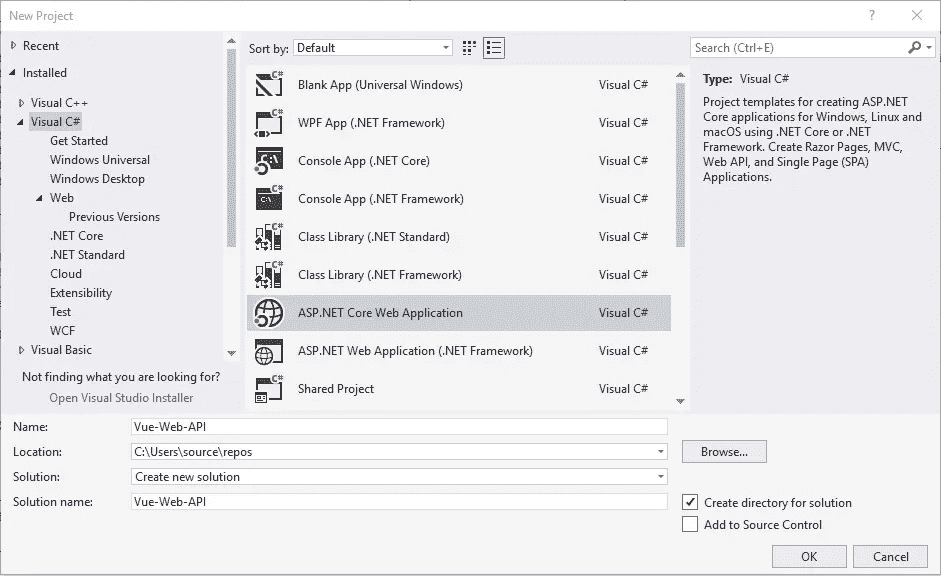 New Project
?
Recent
Installed
Visual C++
Visual C#
Get Started
Windows Universal
Windows Desktop
Web
Previous Versions
.NET Core
.NET Standard
Cloud
Extensibility
Test
WCF
Visual Basic
Not finding what you are looking for?
Open Visual Studio Installer
Sort by: Default
Blank App (Universal Windows) Visual C#
WPF App (.NET Framework) Visual C#
Console App (.NET Core) Visual C#
Console App (.NET Framework) Visual C#
Class Library (.NET Standard) Visual C#
Class Library (.NET Framework) Visual C#
ASP.NET Core Web Application Visual C#
ASP.NET Web Application (.NET Framework) Visual C#
Shared Project Visual C#
Search (Ctrl+E)
Type: Visual C#
Project templates for creating ASP.NET
Core applications for Windows, Linux and
macOS using .NET Core or .NET
Framework. Create Razor Pages, MVC,
Web API, and Single Page (SPA)
Applications.
Name: Vue-Web-API
Location: C:\Users\source\repos
Browse...
Solution: Create new solution
Solution name: Vue-Web-API
Create directory for solution
Add to Source Control
OK
Cancel